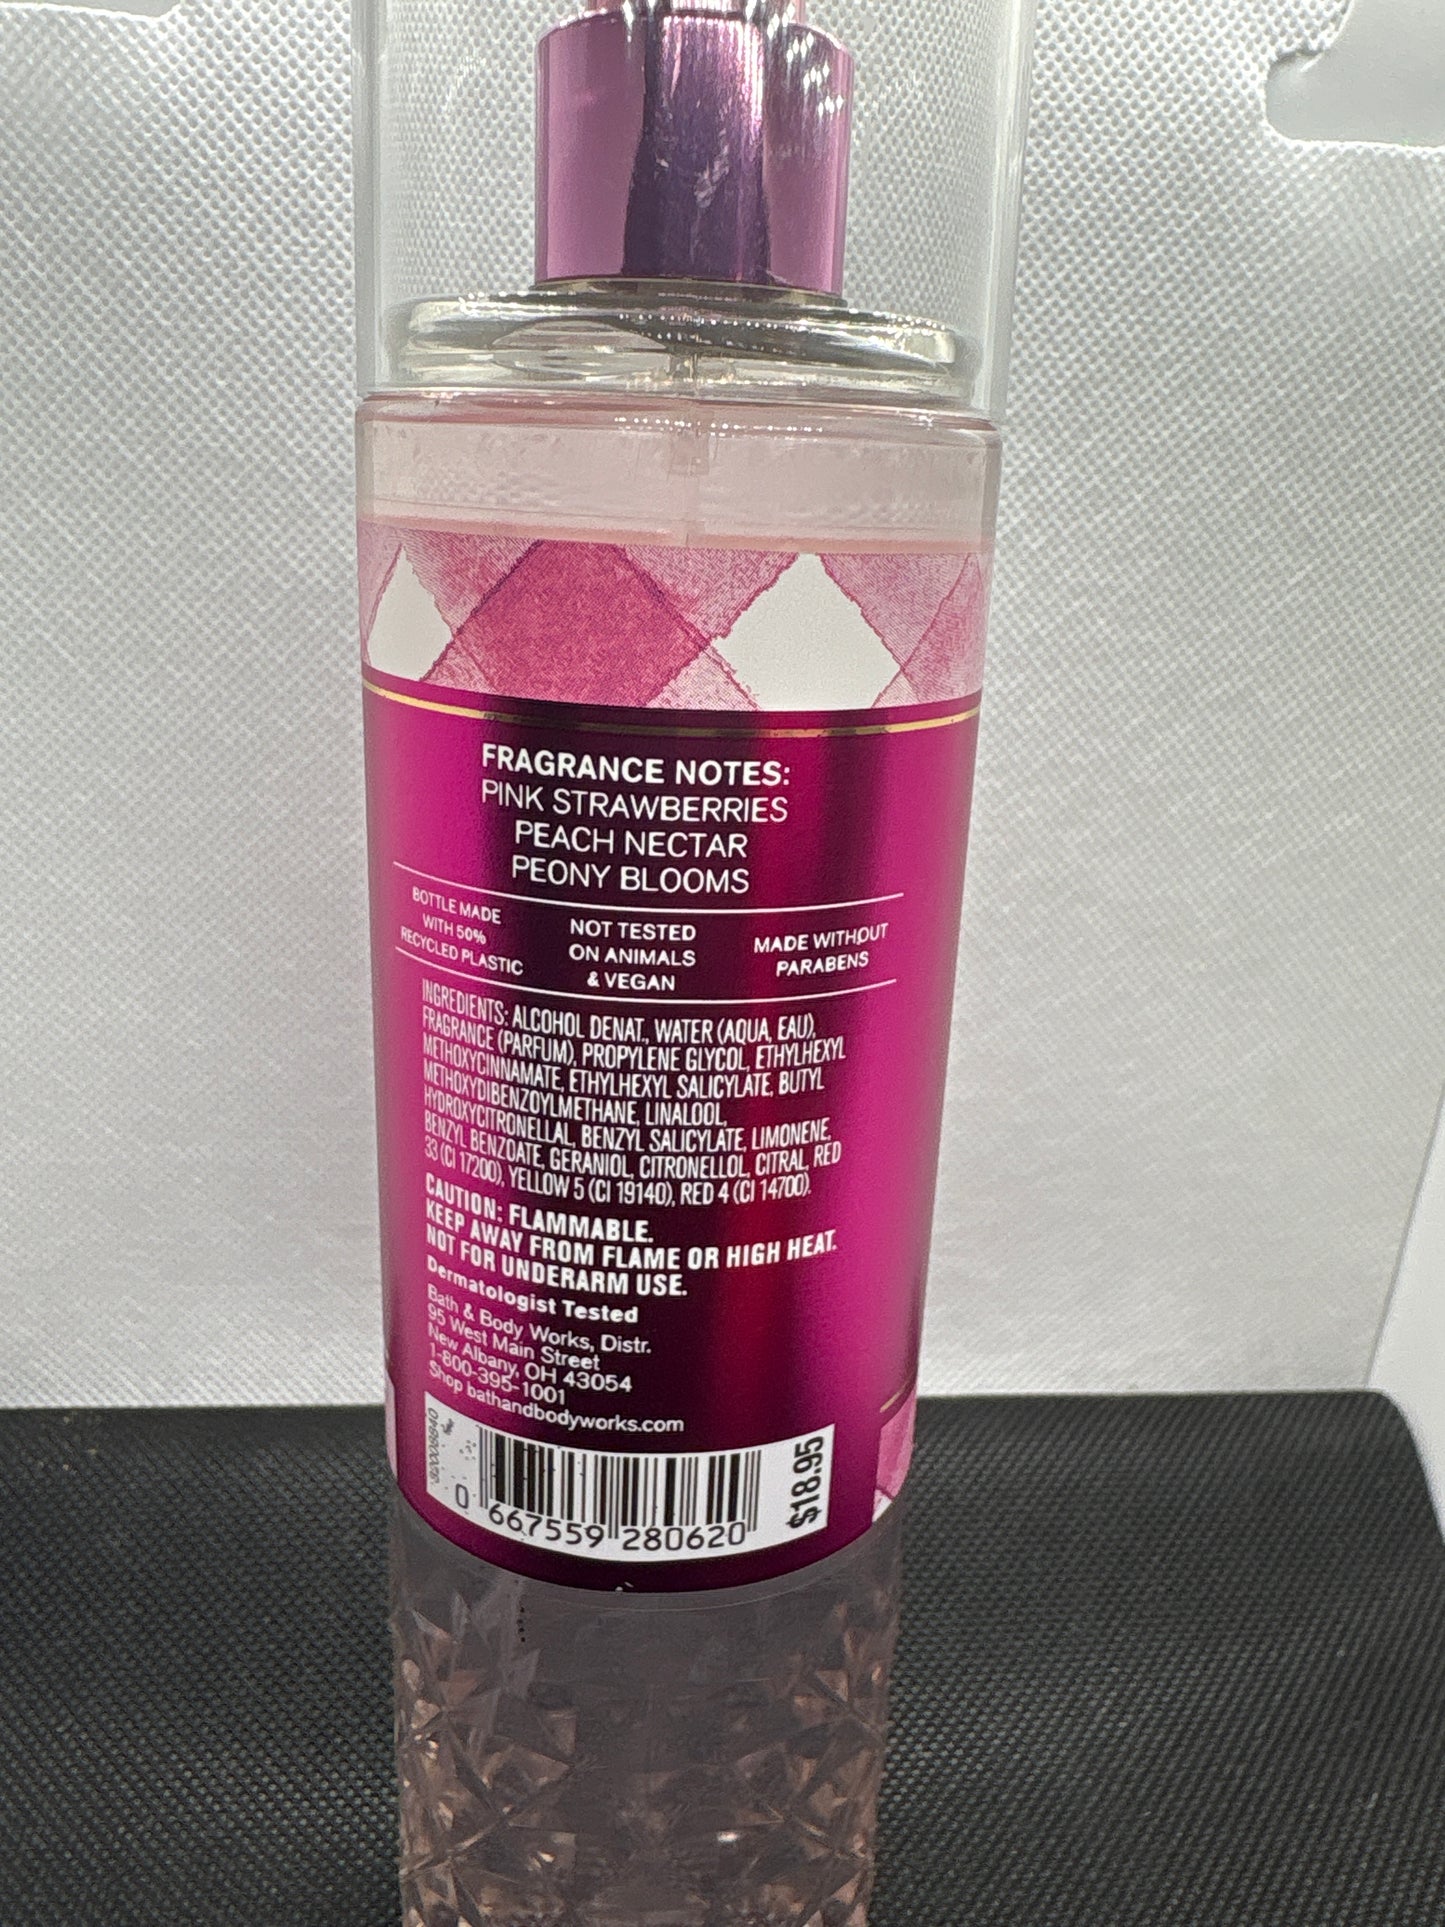 FRAGRANCE NOTES:
PINK STRAWBERRIES
PEACH NECTAR
PEONY BLOOMS
BOTTLE MADE
WITH 50%
RECYCLED PLASTIC
NOT TESTED
ON ANIMALS
& VEGAN
MADE WITHOUT
PARABENS
INGREDIENTS: ALCOHOL DENAT., WATER (AQUA, EAU),
FRAGRANCE (PARFUM), PROPYLENE GLYCOL, ETHYLHEXYL
METHOXYCINNAMATE, ETHYLHEXYL SALICYLATE, BUTYL
METHOXYDIBENZOYLMETHANE, LINALOOL,
HYDROXYCITRONELLAL, BENZYL SALICYLATE, LIMONENE,
BENZYL BENZOATE, GERANIOL, CITRONELLOL, CITRAL, RED
33 (CI 17200), YELLOW 5 (CI 19140), RED 4 (CI 14700).
CAUTION: FLAMMABLE.
KEEP AWAY FROM FLAME OR HIGH HEAT.
NOT FOR UNDERARM USE.
Dermatologist Tested
Bath & Body Works, Distr.
95 West Main Street
New Albany, OH 43054
1-800-395-1001
Shop bathandbodyworks.com
0 667559 280620
$18.95